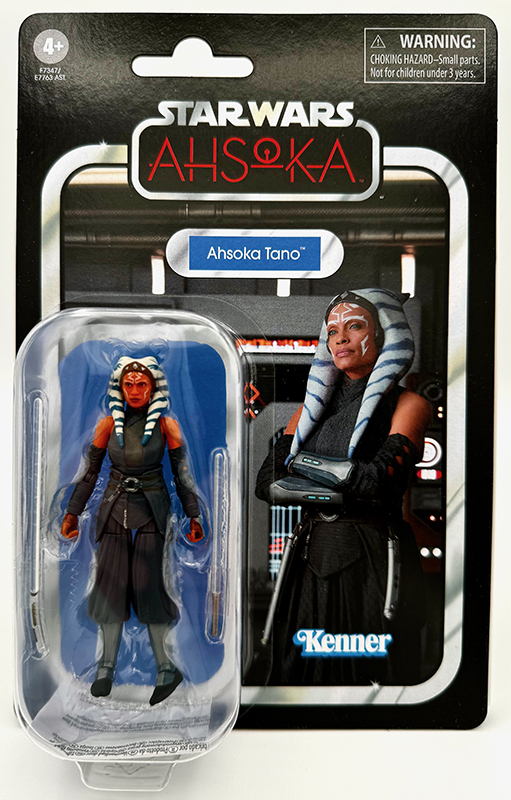 4+
F7347/
E7763 AST
WARNING:
CHOKING HAZARD–Small parts.
Not for children under 3 years.
STAR WARS
AHSOKA™
Ahsoka Tano™
Kenner